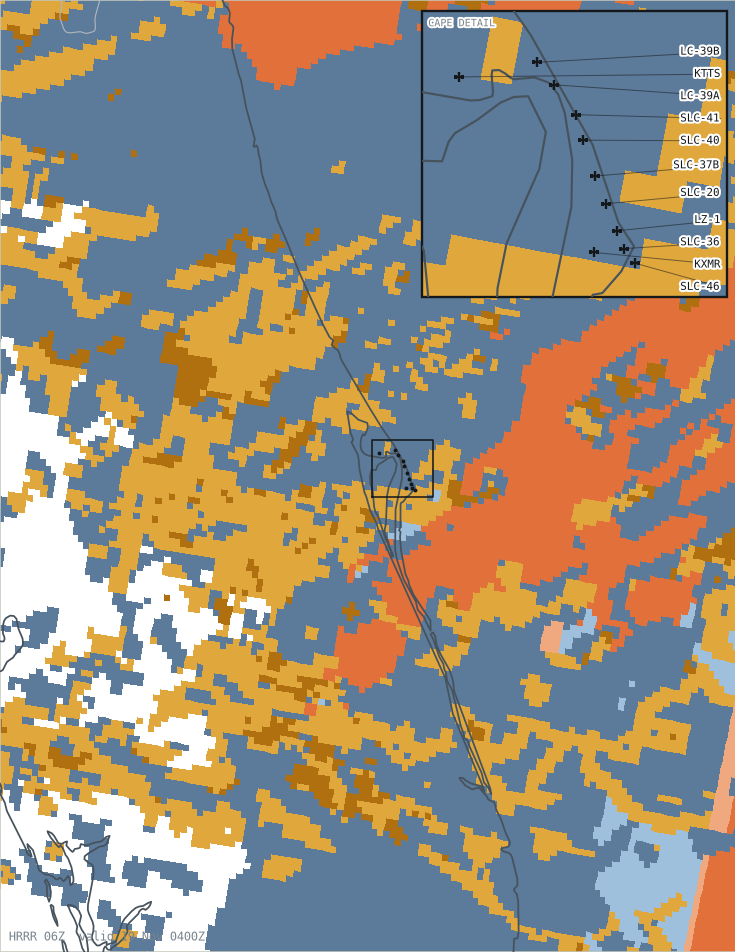 CAPE DETAIL
LC-39B
KTTS
LC-39A
SLC-41
SLC-40
SLC-37B
SLC-20
LZ-1
SLC-36
KXMR
SLC-46
HRRR 06Z valid 0400Z